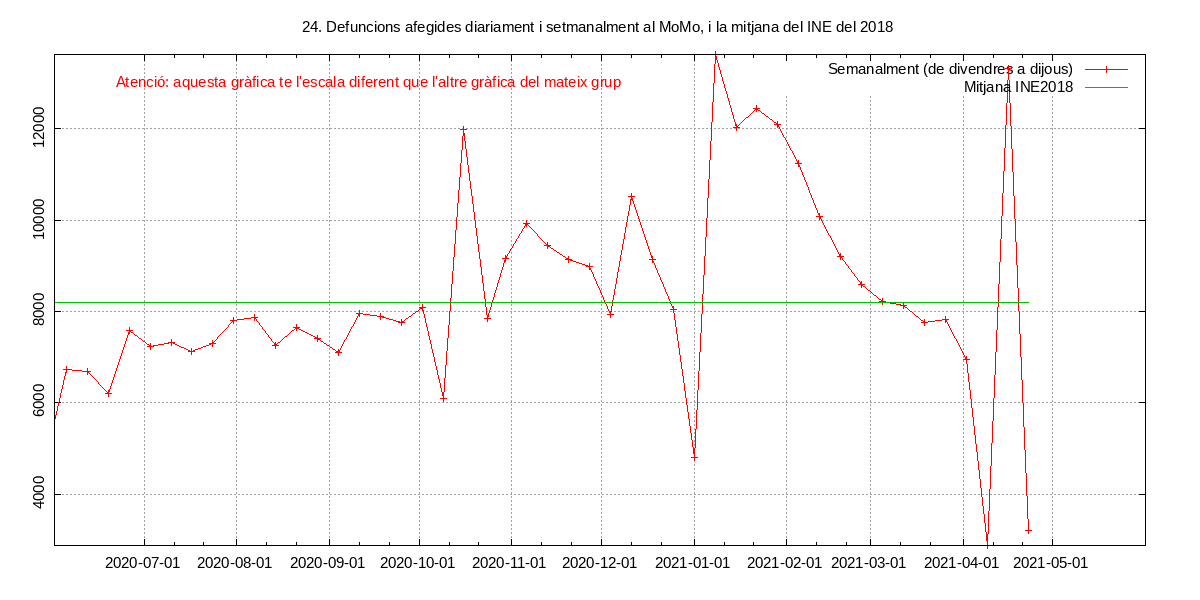 24. Defuncions afegides diariament i setmanalment al MoMo, i la mitjana del INE del 2018
Atenció: aquesta gràfica te l'escala diferent que l'altre gràfica del mateix grup
Semanalment (de divendres a dijous)
Mitjana INE2018
12000
10000
8000
6000
4000
2020-07-01 2020-08-01 2020-09-01 2020-10-01 2020-11-01 2020-12-01 2021-01-01 2021-02-01 2021-03-01 2021-04-01 2021-05-01